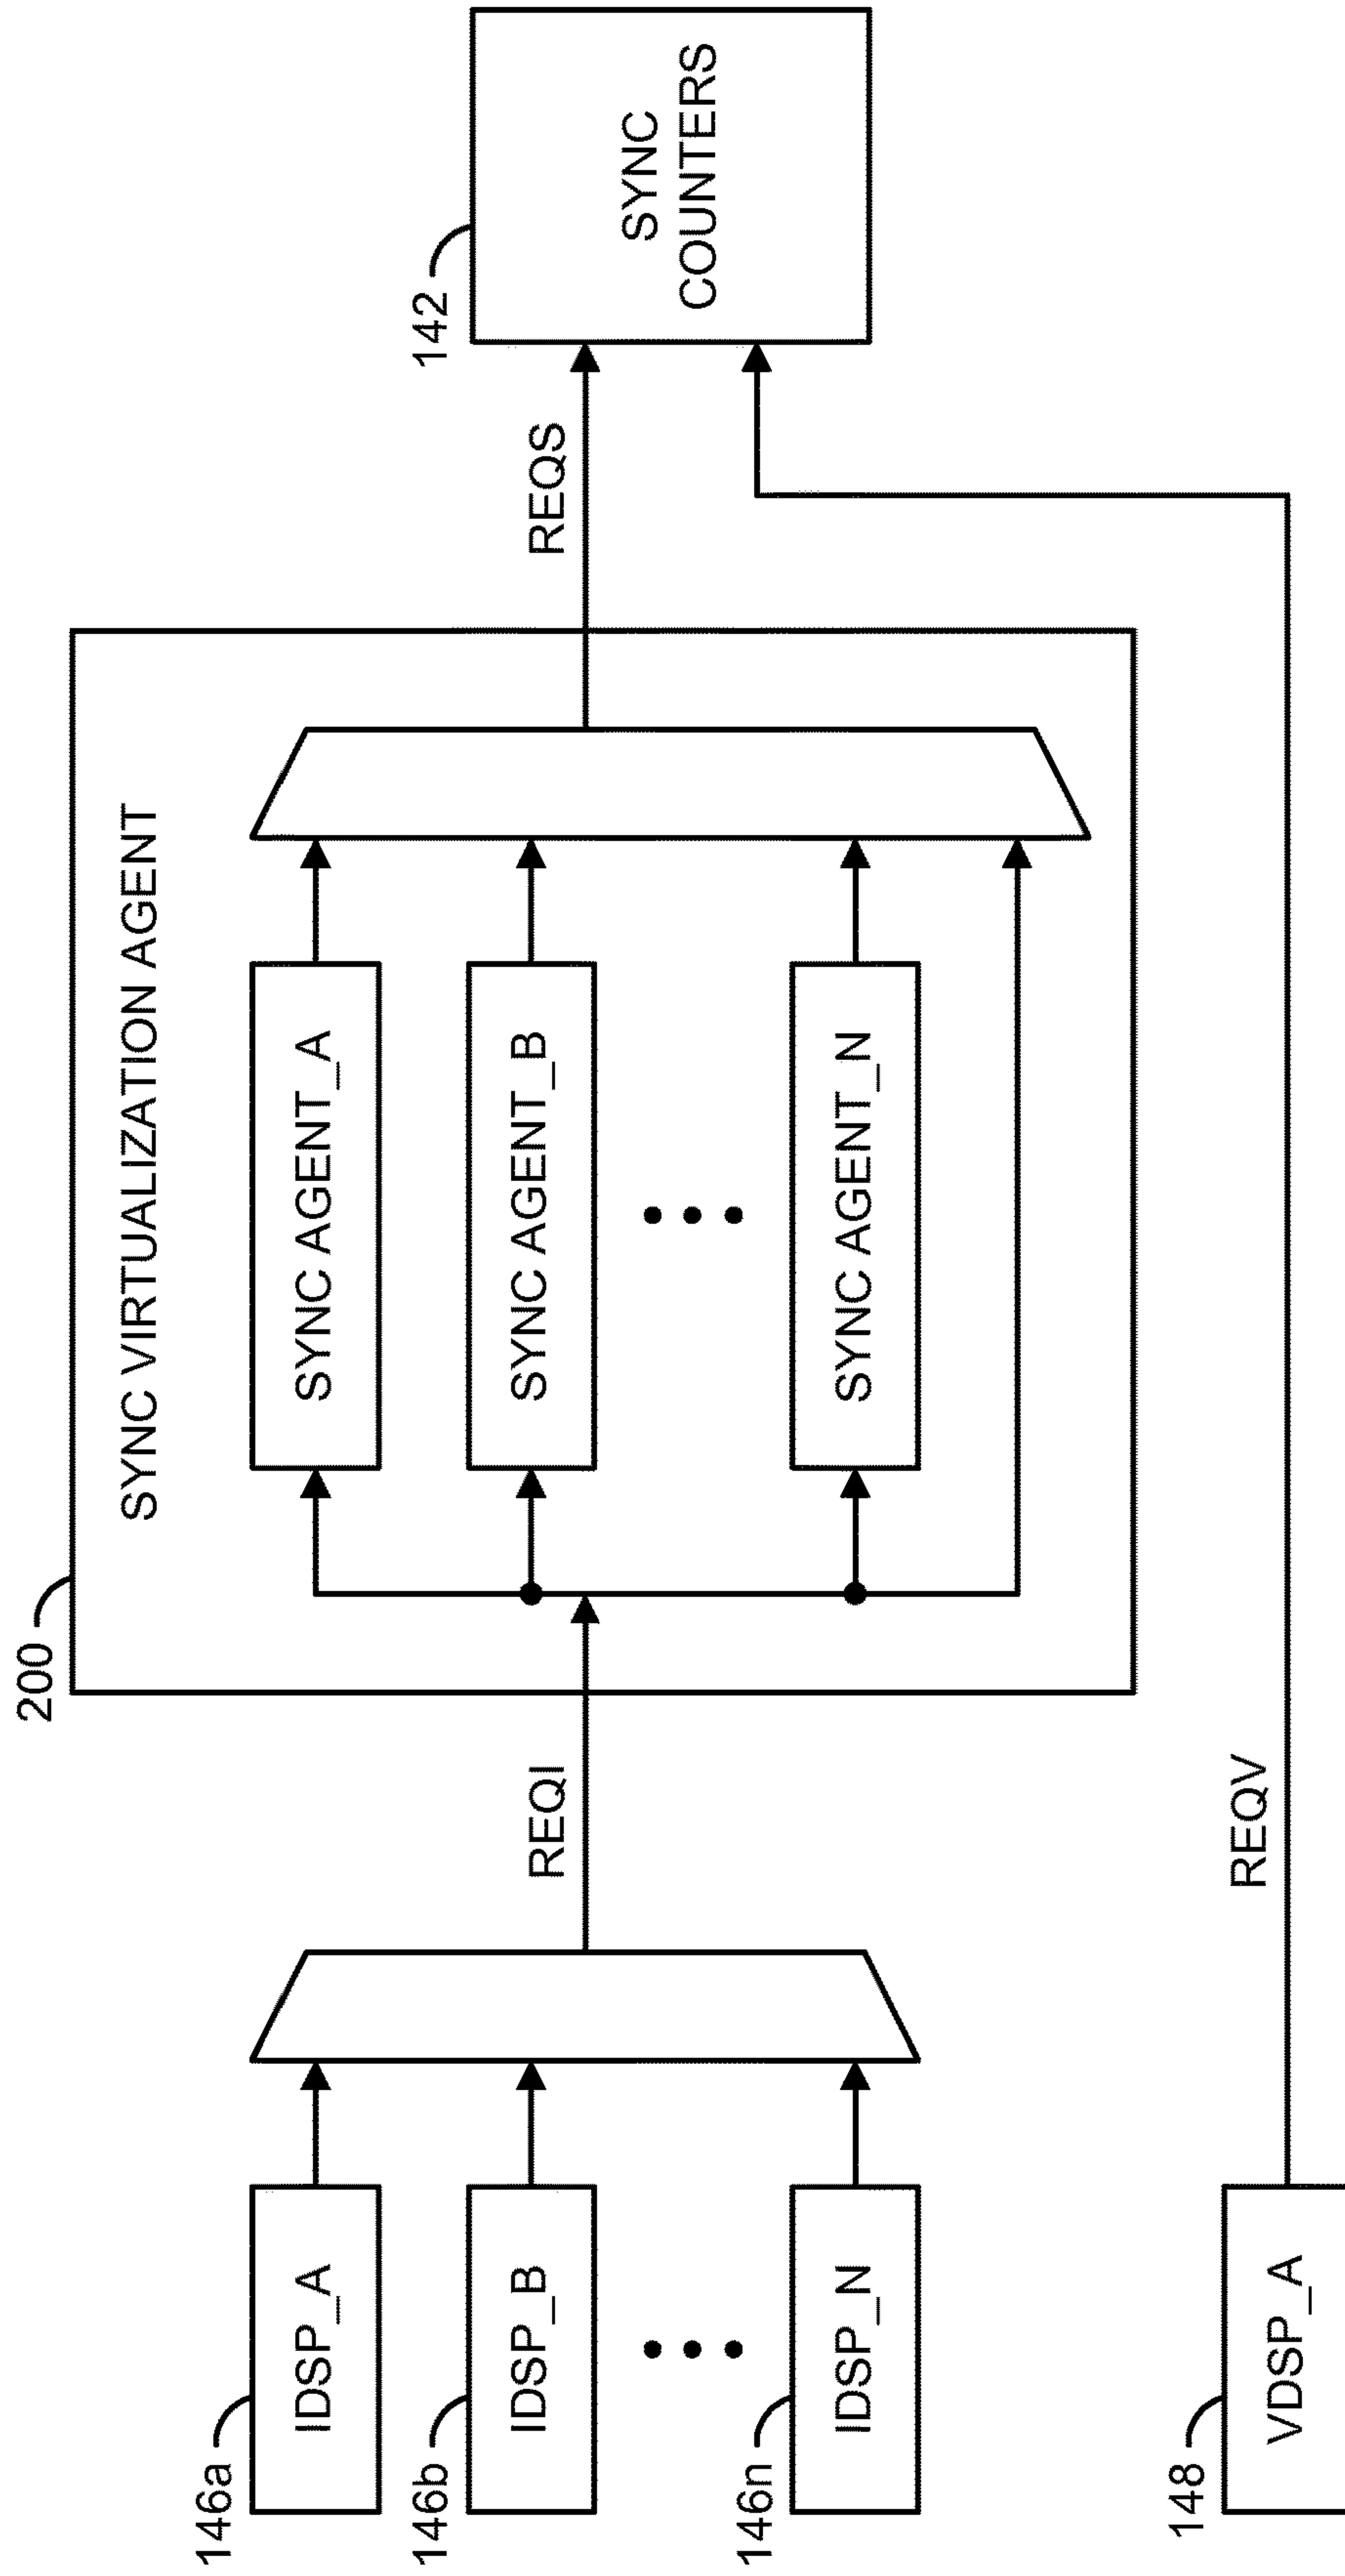 200
SYNC VIRTUALIZATION AGENT
146a
IDSP_A
SYNC AGENT_A
146b
IDSP_B
REQI
SYNC AGENT_B
REQS
142
SYNC
COUNTERS
146n
IDSP_N
SYNC AGENT_N
148
VDSP_A
REQV